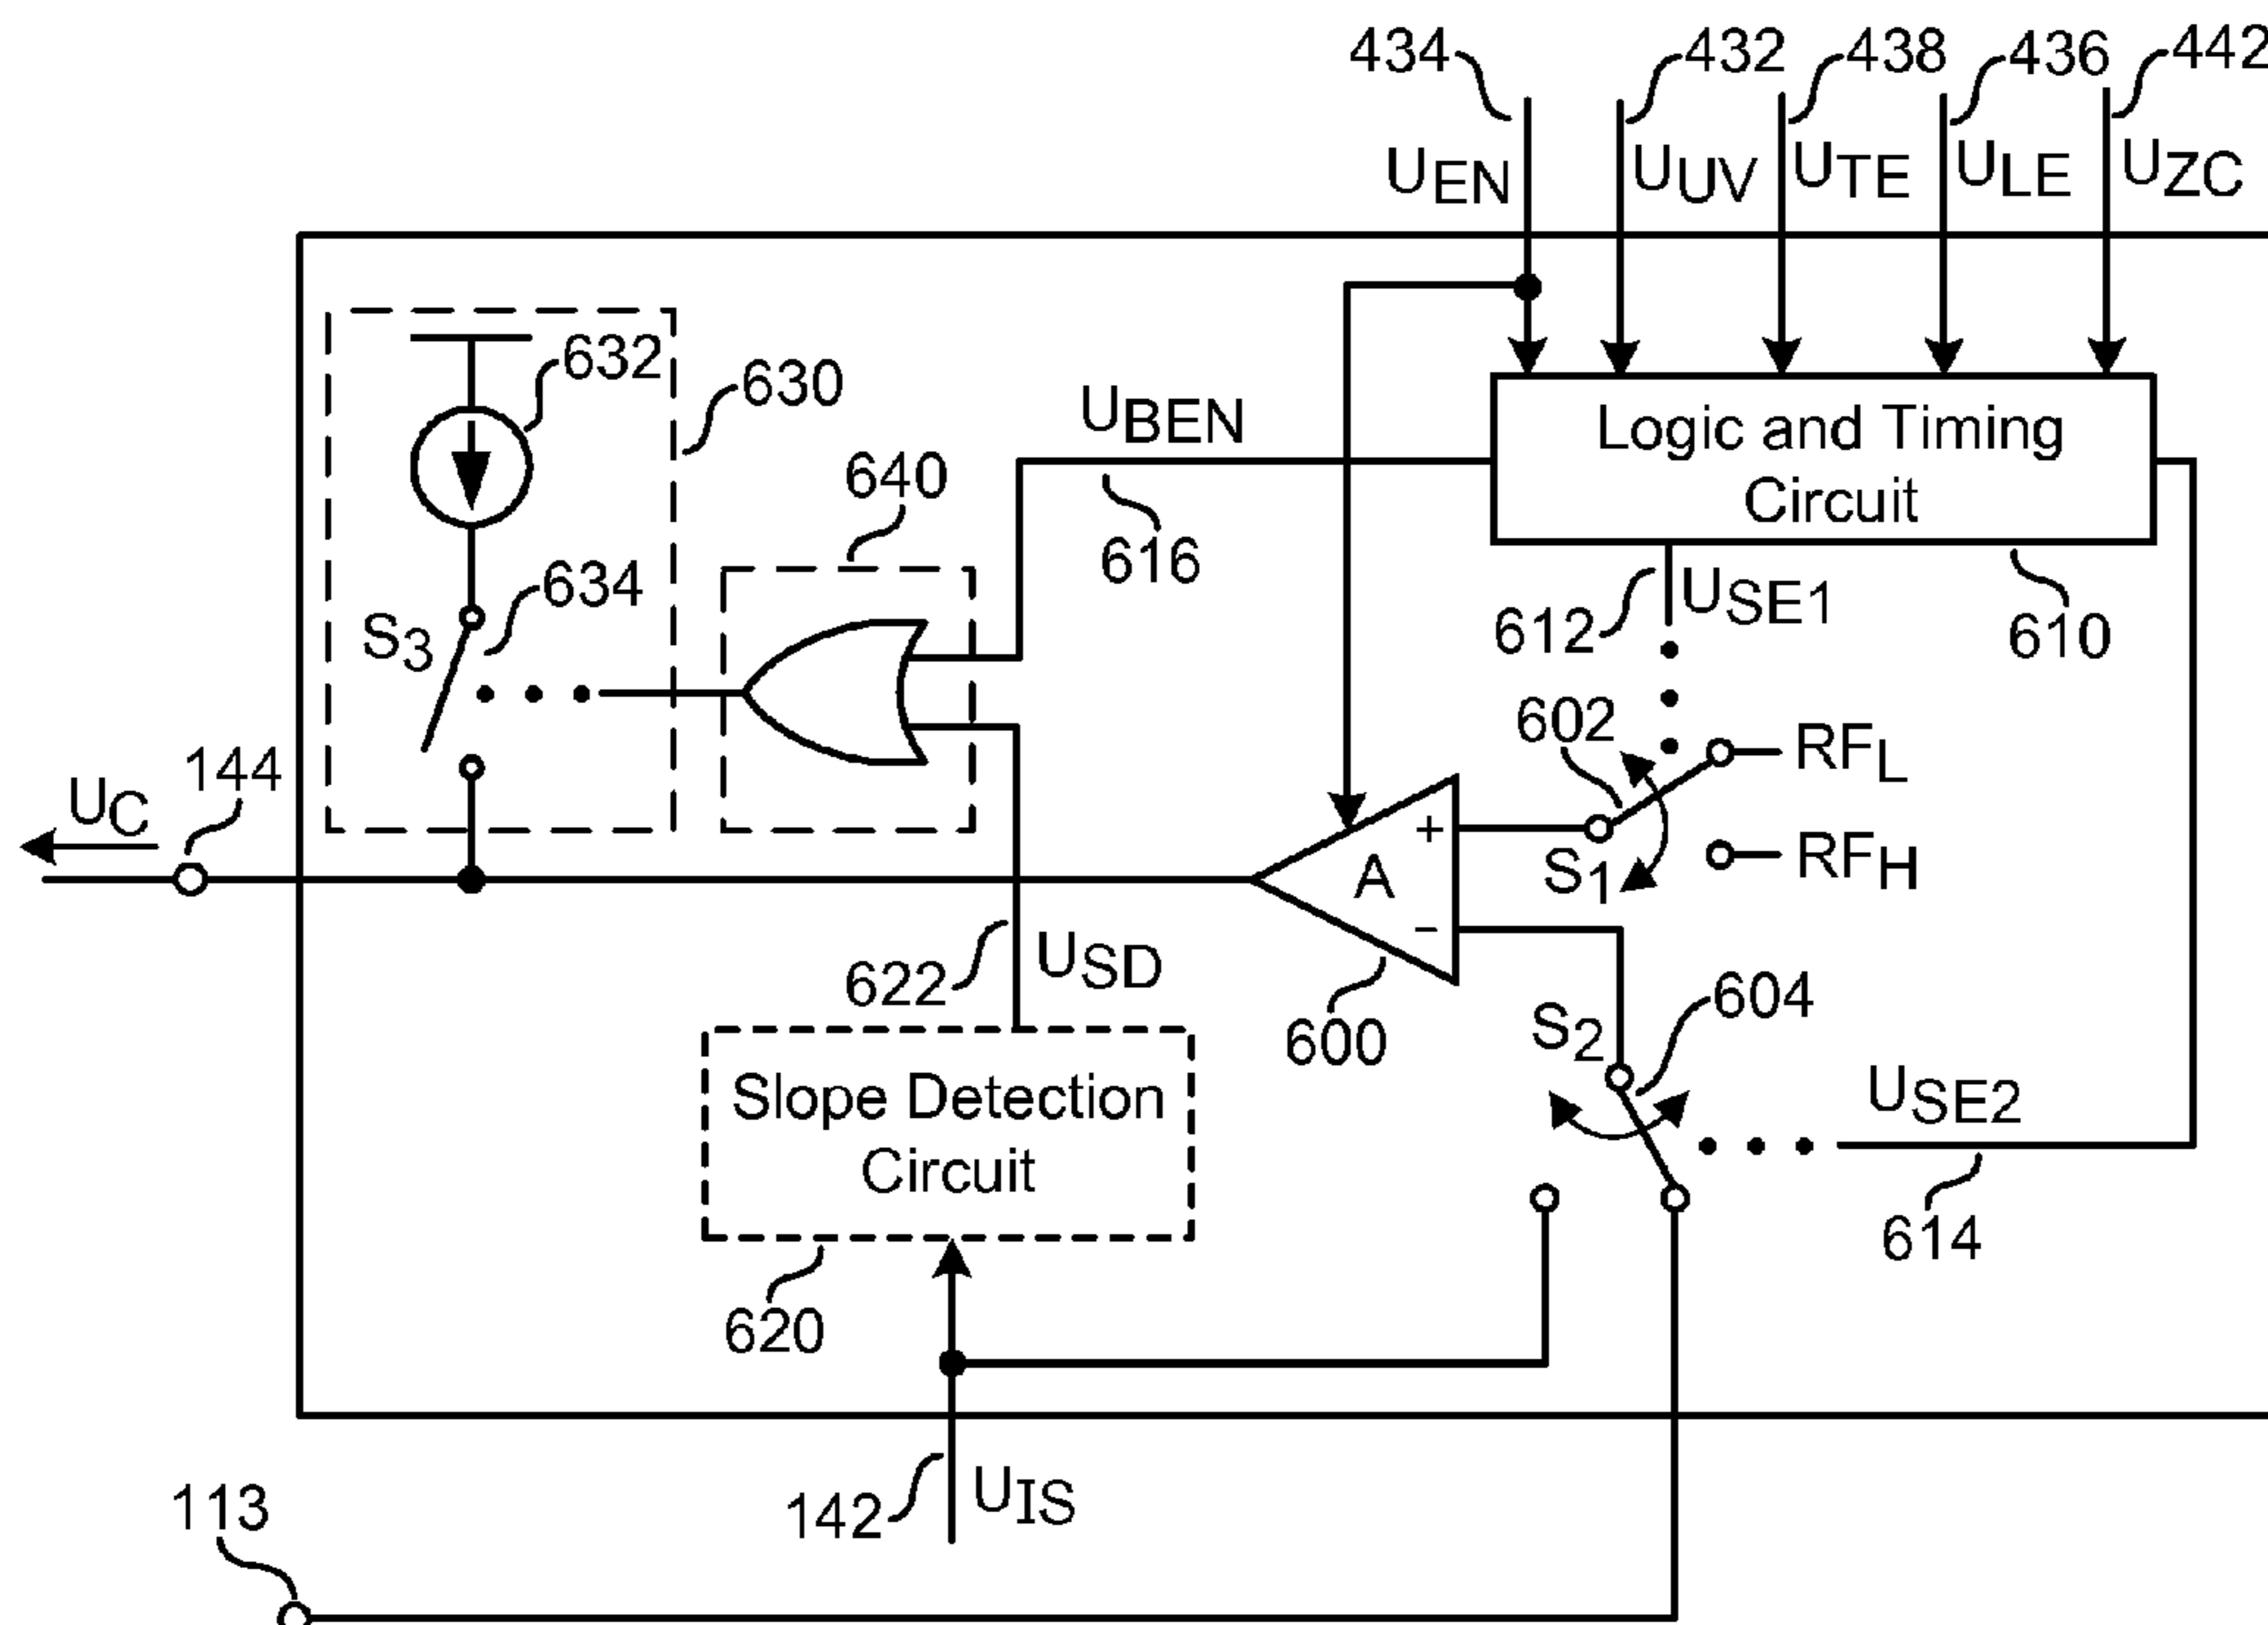 434 432 438 436 442
UEN UUV UTE ULE UZC
632
630
UBEN
Logic and Timing
Circuit
640
616
634
S3
612
USE1
610
602
RFL
144
UC
+
A
S1
RFH
−
622
USD
600
S2
604
USE2
Slope Detection
Circuit
614
620
113
142
UIS